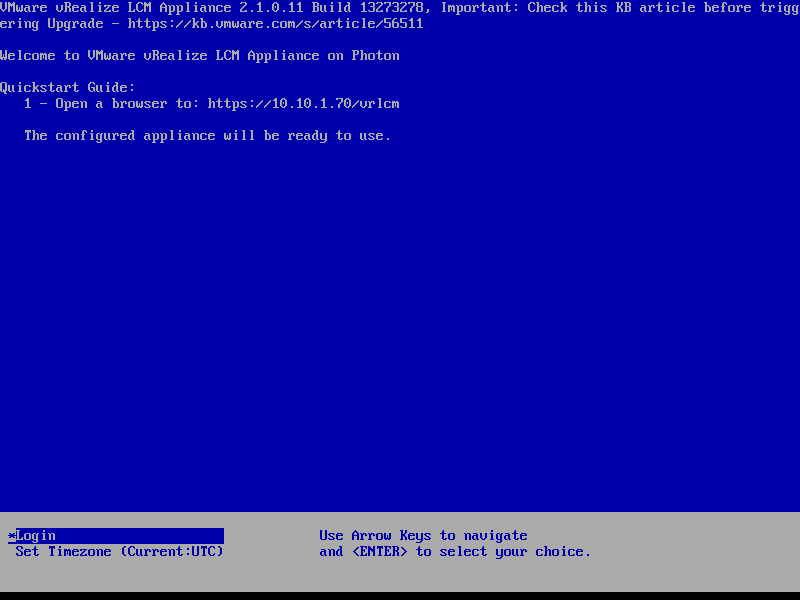 VMware vRealize LCM Appliance 2.1.0.11 Build 13273278, Important: Check this KB article before trigg
ering Upgrade - https://kb.vmware.com/s/article/56511
Welcome to VMware vRealize LCM Appliance on Photon
Quickstart Guide:
1 - Open a browser to: https://10.10.1.70/vrlcm
The configured appliance will be ready to use.
*Login
Set Timezone (Current:UTC)
Use Arrow Keys to navigate
and <ENTER> to select your choice.